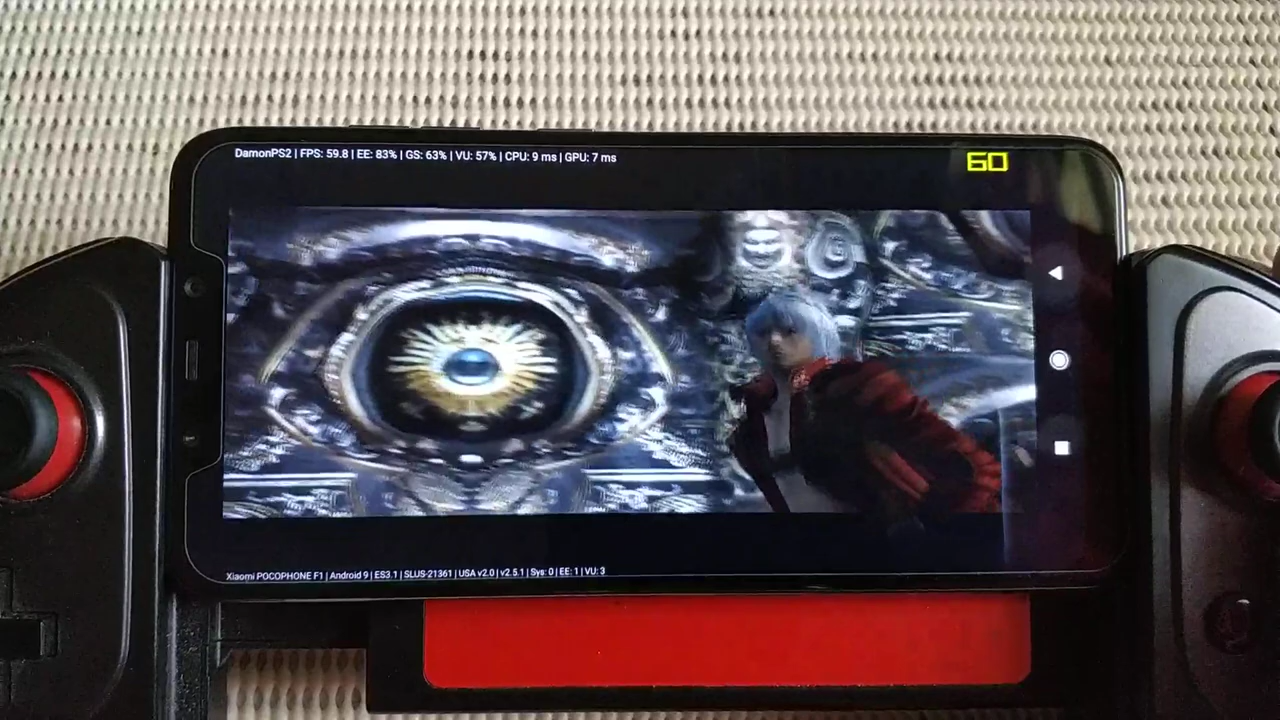 DamonPS2 | FPS: 59.8 | EE: 83% | GS: 63% | VU: 57% | CPU: 9 ms | GPU: 7 ms
60
Xiaomi POCOPHONE F1 | Android 9 | ES3.1 | SLUS-21361 | USA v2.0 | v2.5.1 | Sys: 0 | EE: 1 | VU: 3